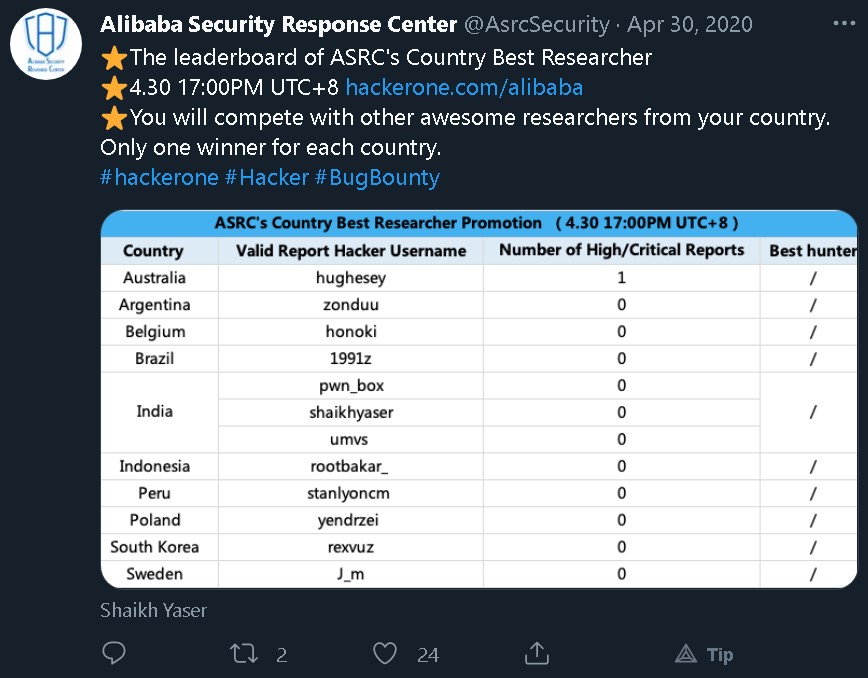 Alibaba Security Response Center @AsrcSecurity · Apr 30, 2020
⭐The leaderboard of ASRC's Country Best Researcher
⭐4.30 17:00PM UTC+8 hackerone.com/alibaba
⭐You will compete with other awesome researchers from your country.
Only one winner for each country.
#hackerone #Hacker #BugBounty
ASRC's Country Best Researcher Promotion ( 4.30 17:00PM UTC+8 )
Country Valid Report Hacker Username Number of High/Critical Reports Best hunter
Australia hughesey 1 /
Argentina zonduu 0 /
Belgium honoki 0 /
Brazil 1991z 0 /
pwn_box 0
India shaikhyaser 0 /
umvs 0
Indonesia rootbakar_ 0 /
Peru stanlyoncm 0 /
Poland yendrzei 0 /
South Korea rexvuz 0 /
Sweden J_m 0 /
Shaikh Yaser
2 24 Tip
ALIBABA SECURITY
RESPONSE CENTER